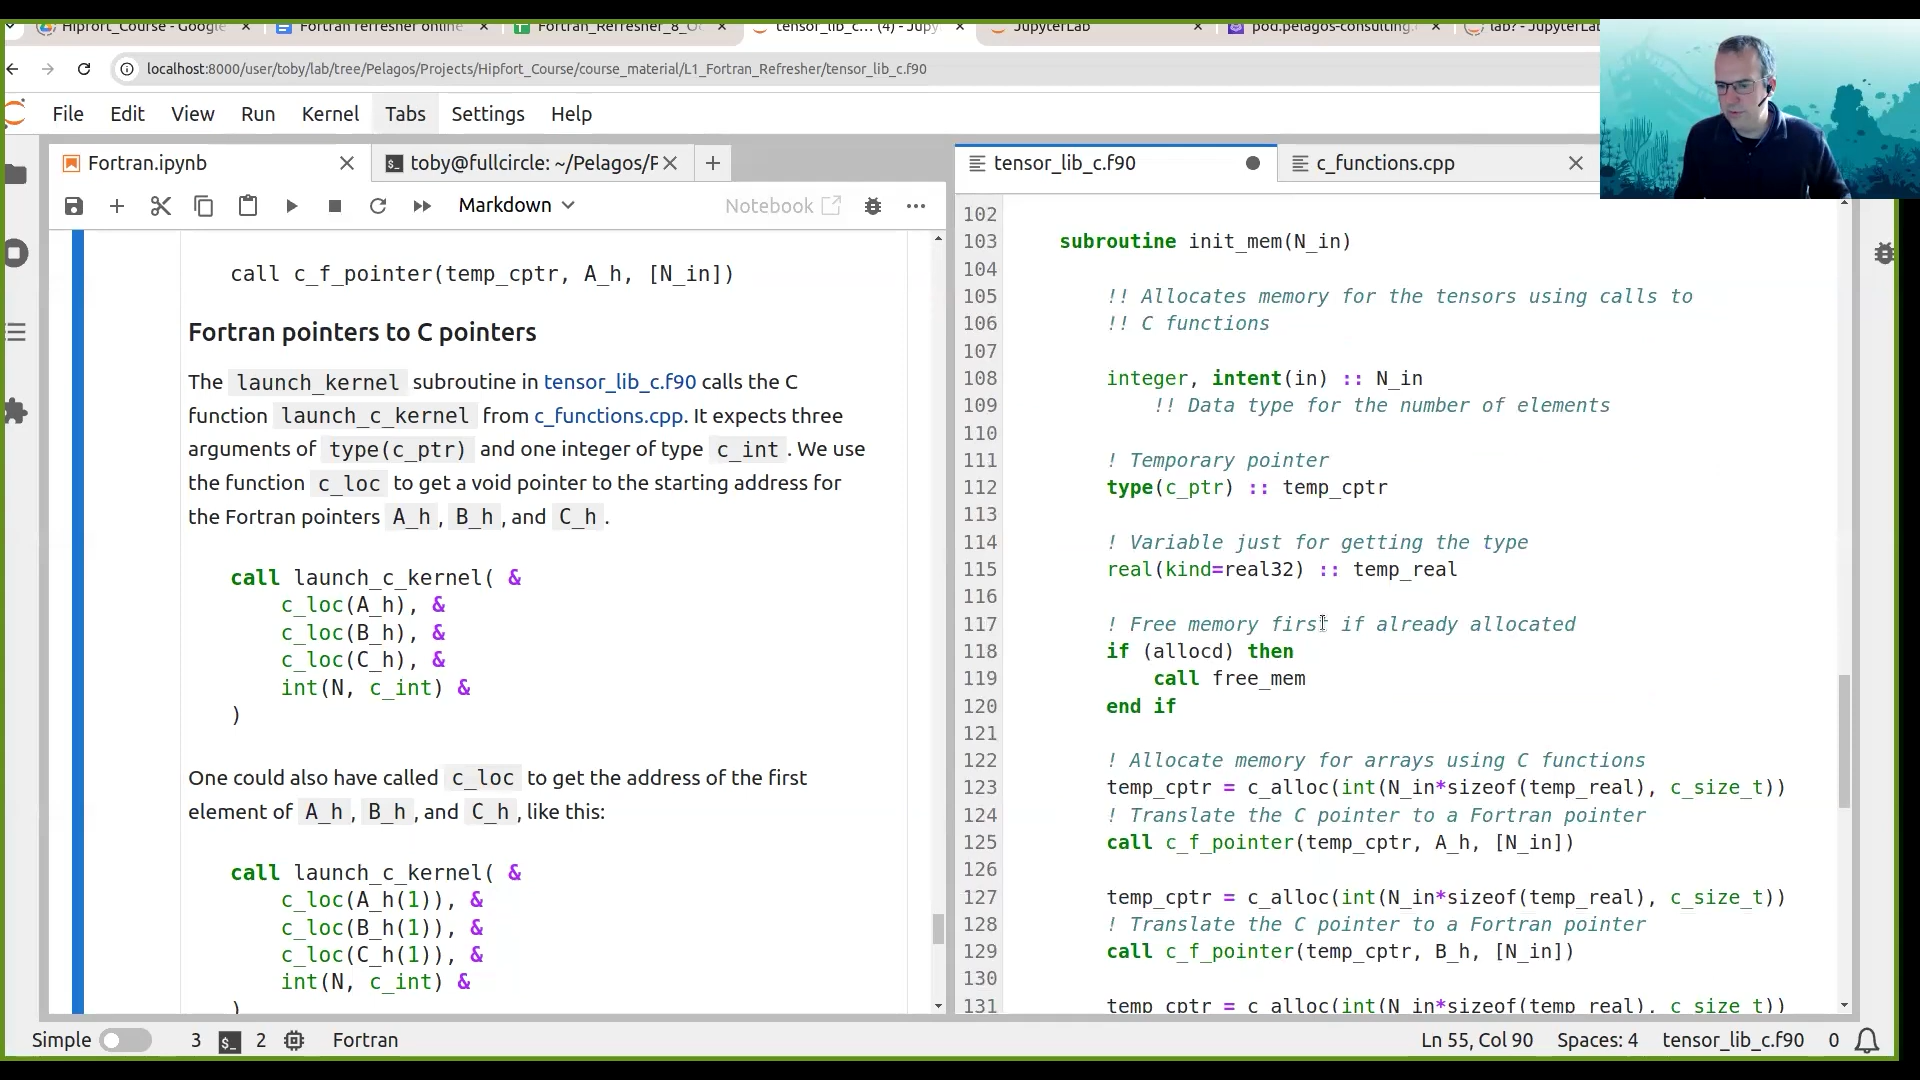 Hipfort_Course - Google
Fortran refresher online
Fortran_Refresher_8_O
tensor_lib_c... (4) - Jupy
JupyterLab
pod.pelagos-consulting.
lab? - JupyterLa
localhost:8000/user/toby/lab/tree/Pelagos/Projects/Hipfort_Course/course_material/L1_Fortran_Refresher/tensor_lib_c.f90
File Edit View Run Kernel Tabs Settings Help
Fortran.ipynb
toby@fullcircle: ~/Pelagos/P
Markdown
Notebook
call c_f_pointer(temp_cptr, A_h, [N_in])
Fortran pointers to C pointers
The launch_kernel subroutine in tensor_lib_c.f90 calls the C
function launch_c_kernel from c_functions.cpp. It expects three
arguments of type(c_ptr) and one integer of type c_int. We use
the function c_loc to get a void pointer to the starting address for
the Fortran pointers A_h, B_h, and C_h.
call launch_c_kernel( &
c_loc(A_h), &
c_loc(B_h), &
c_loc(C_h), &
int(N, c_int) &
)
One could also have called c_loc to get the address of the first
element of A_h, B_h, and C_h, like this:
call launch_c_kernel( &
c_loc(A_h(1)), &
c_loc(B_h(1)), &
c_loc(C_h(1)), &
int(N, c_int) &
)
tensor_lib_c.f90
c_functions.cpp
102
103 subroutine init_mem(N_in)
104
105 !! Allocates memory for the tensors using calls to
106 !! C functions
107
108 integer, intent(in) :: N_in
109 !! Data type for the number of elements
110
111 ! Temporary pointer
112 type(c_ptr) :: temp_cptr
113
114 ! Variable just for getting the type
115 real(kind=real32) :: temp_real
116
117 ! Free memory first if already allocated
118 if (allocd) then
119 call free_mem
120 end if
121
122 ! Allocate memory for arrays using C functions
123 temp_cptr = c_alloc(int(N_in*sizeof(temp_real), c_size_t))
124 ! Translate the C pointer to a Fortran pointer
125 call c_f_pointer(temp_cptr, A_h, [N_in])
126
127 temp_cptr = c_alloc(int(N_in*sizeof(temp_real), c_size_t))
128 ! Translate the C pointer to a Fortran pointer
129 call c_f_pointer(temp_cptr, B_h, [N_in])
130
131 temp_cptr = c_alloc(int(N_in*sizeof(temp_real), c_size_t))
Simple 3 $_ 2 Fortran Ln 55, Col 90 Spaces: 4 tensor_lib_c.f90 0